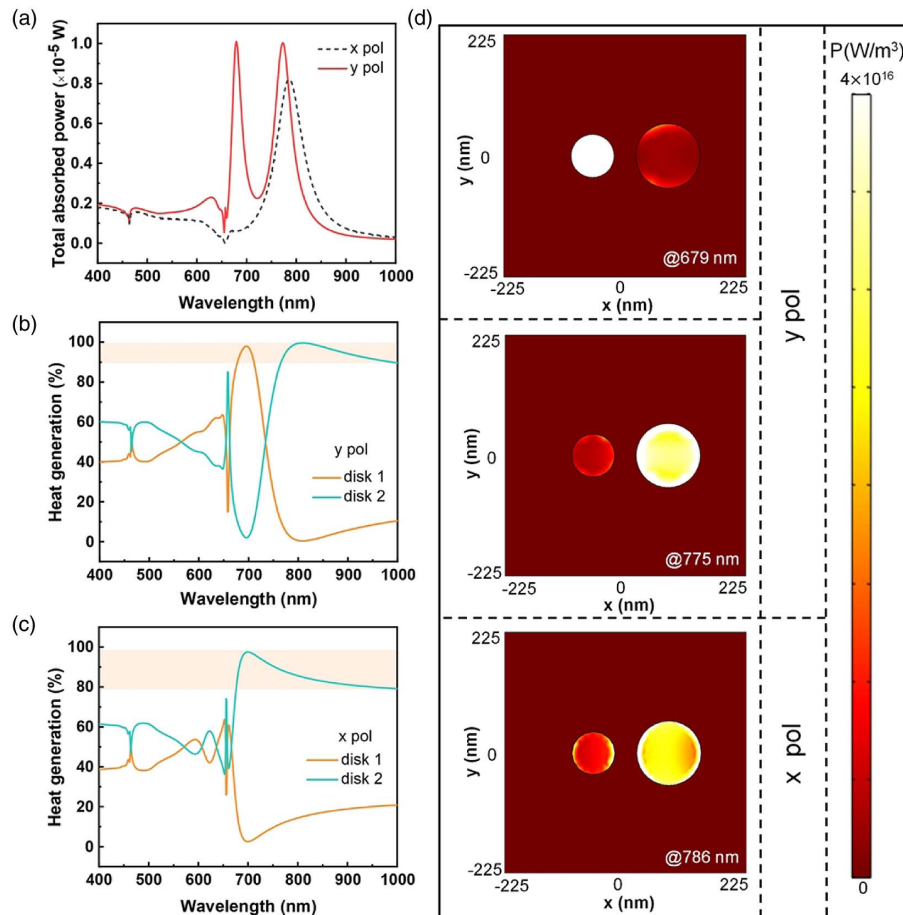 (a)
Total absorbed power (×10⁻⁵ W)
1.0
0.8
0.6
0.4
0.2
0.0
x pol
y pol
400 500 600 700 800 900 1000
Wavelength (nm)
(b)
Heat generation (%)
100
80
60
40
20
0
y pol
disk 1
disk 2
400 500 600 700 800 900 1000
Wavelength (nm)
(c)
Heat generation (%)
100
80
60
40
20
0
x pol
disk 1
disk 2
400 500 600 700 800 900 1000
Wavelength (nm)
(d)
225
y (nm)
0
-225
@679 nm
-225 0 225
x (nm)
225
y (nm)
0
-225
@775 nm
-225 0 225
x (nm)
y pol
225
y (nm)
0
-225
@786 nm
-225 0 225
x (nm)
x pol
P(W/m³)
4×10¹⁶
0